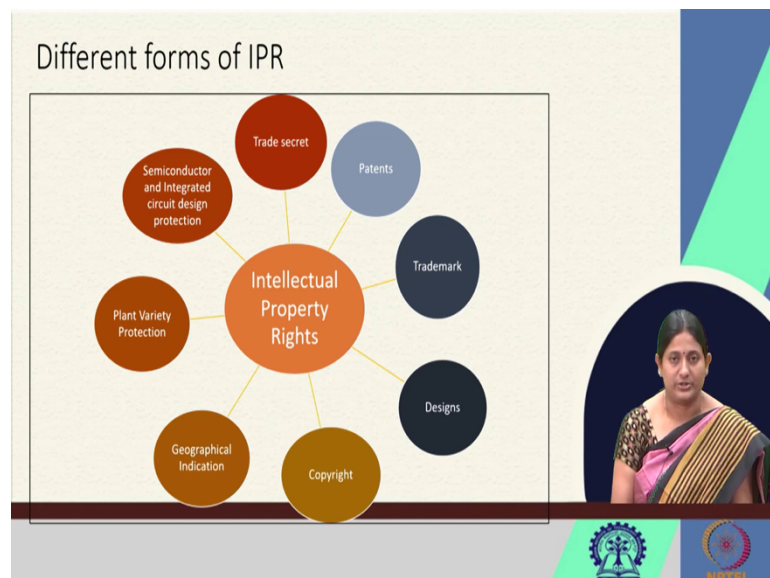 Different forms of IPR
Trade secret
Patents
Semiconductor
and Integrated
circuit design
protection
Trademark
Intellectual
Property
Rights
Plant Variety
Protection
Designs
Geographical
Indication
Copyright
NPTEL